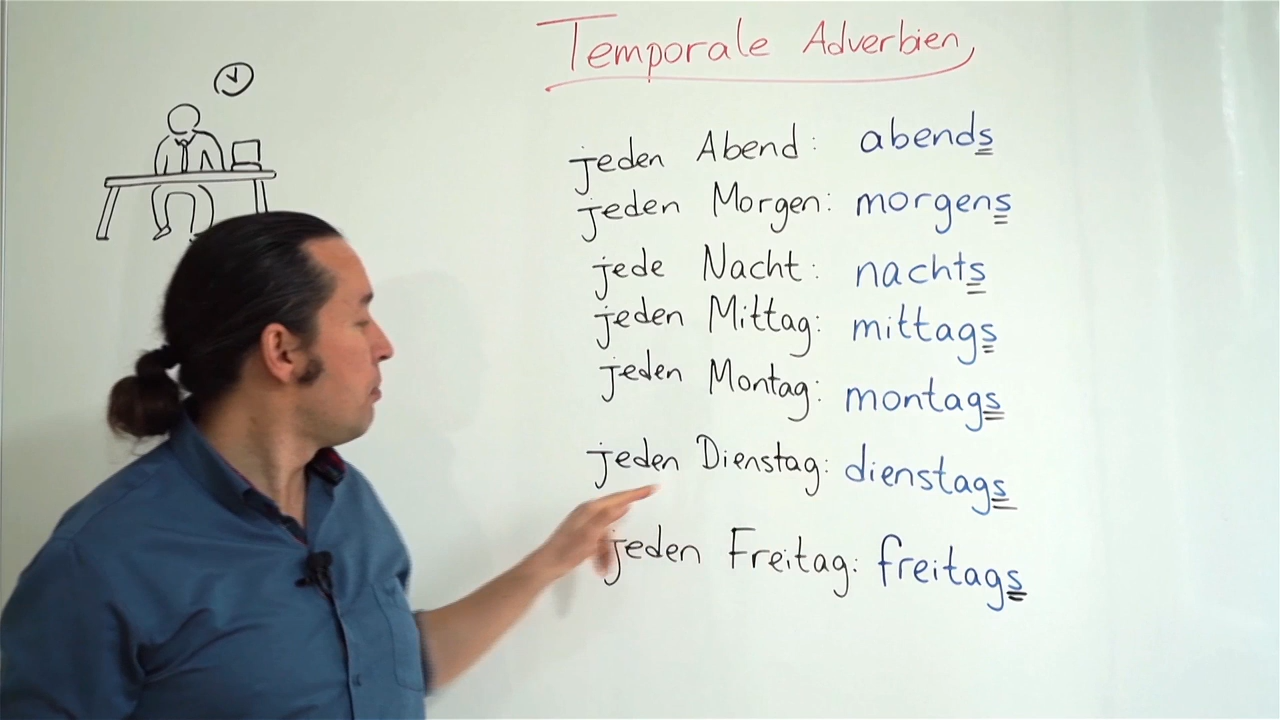 Temporale Adverbien
jeden Abend: abends
jeden Morgen: morgens
jede Nacht: nachts
jeden Mittag: mittags
jeden Montag: montags
jeden Dienstag: dienstags
jeden Freitag: freitags